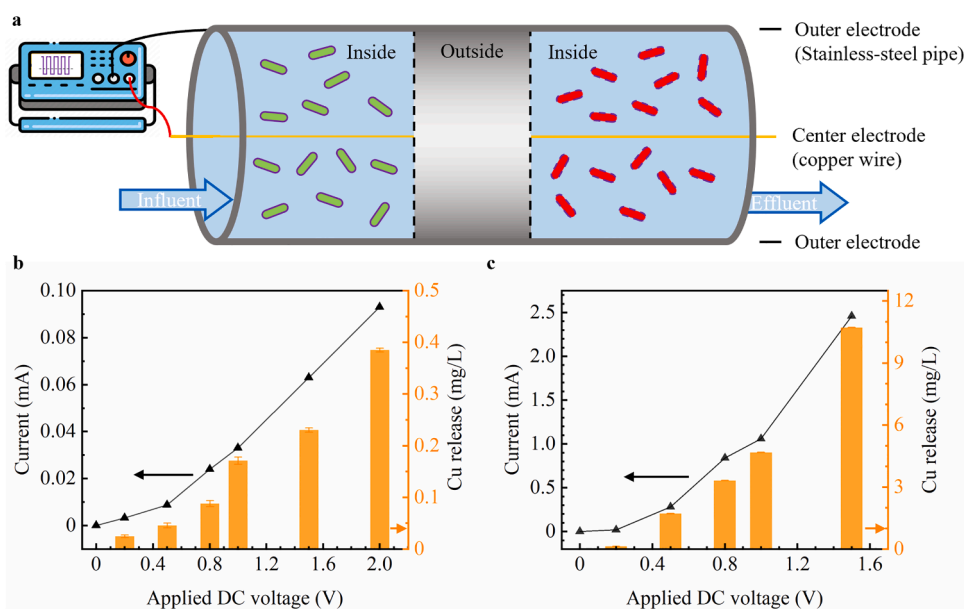 a
Inside
Outside
Inside
Outer electrode
(Stainless-steel pipe)
Center electrode
(copper wire)
Influent
Effluent
Outer electrode
b
0.10
0.08
0.06
0.04
0.02
0
Current (mA)
0.5
0.4
0.3
0.2
0.1
0
Cu release (mg/L)
0
0.4
0.8
1.2
1.6
2.0
Applied DC voltage (V)
c
2.5
2.0
1.5
1.0
0.5
0.0
Current (mA)
12
9
6
3
0
Cu release (mg/L)
0
0.4
0.8
1.2
1.6
Applied DC voltage (V)